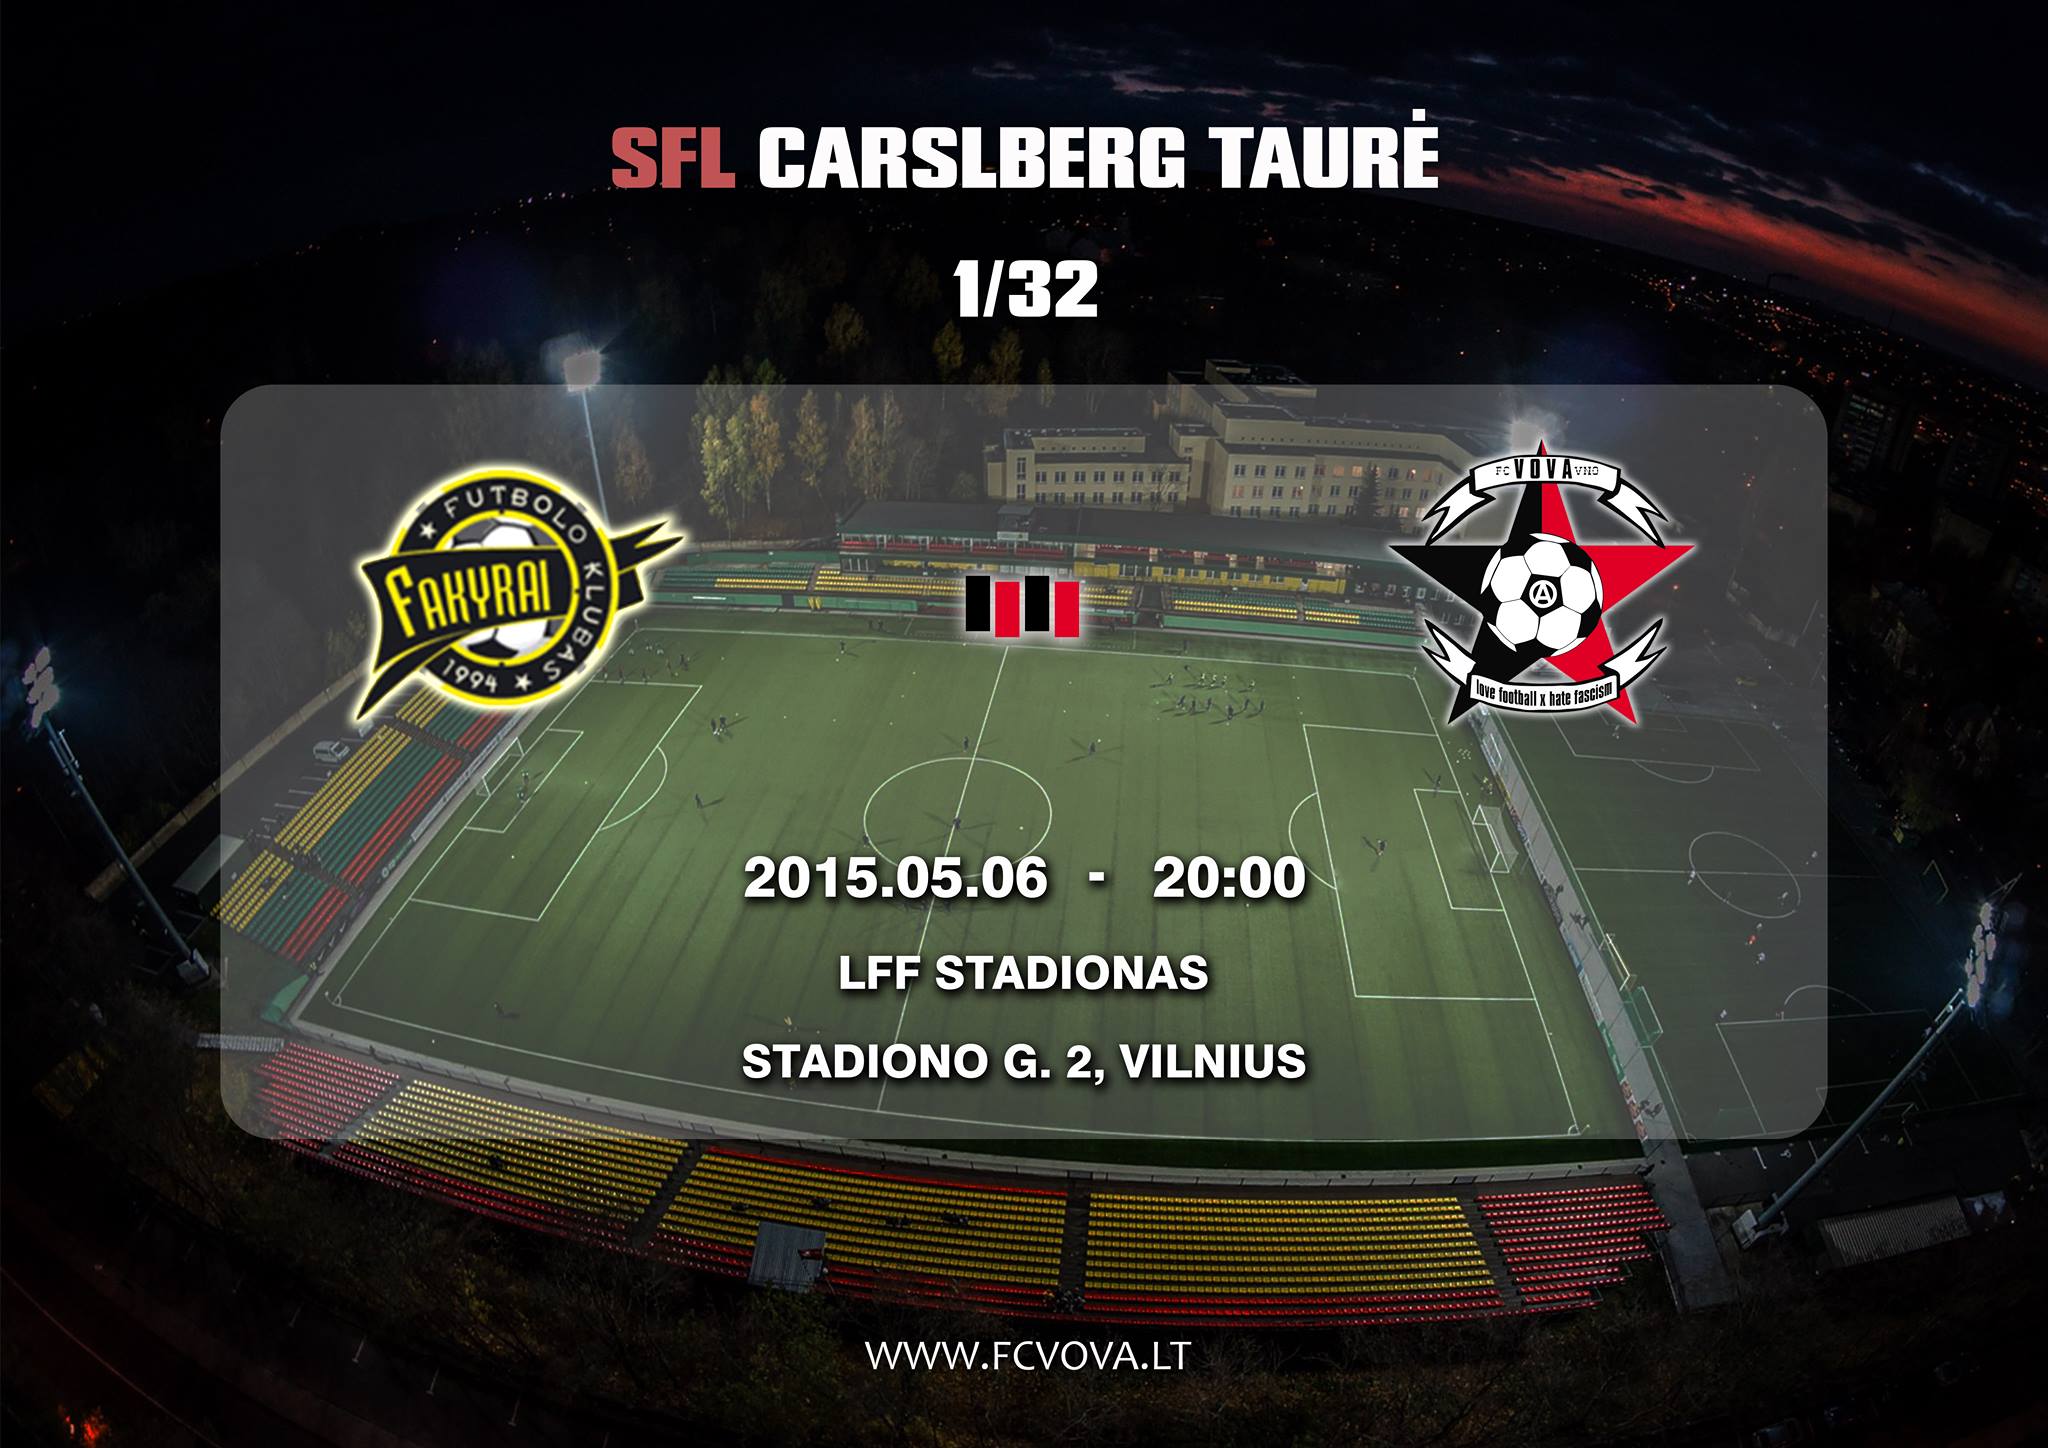 SFL CARSLBERG TAURĖ
1/32
FUTBOLO KLUBAS
FAKYRAI
1994
FC VOVA VNO
A
love football x hate fascism
2015.05.06 - 20:00
LFF STADIONAS
STADIONO G. 2, VILNIUS
WWW.FCVOVA.LT